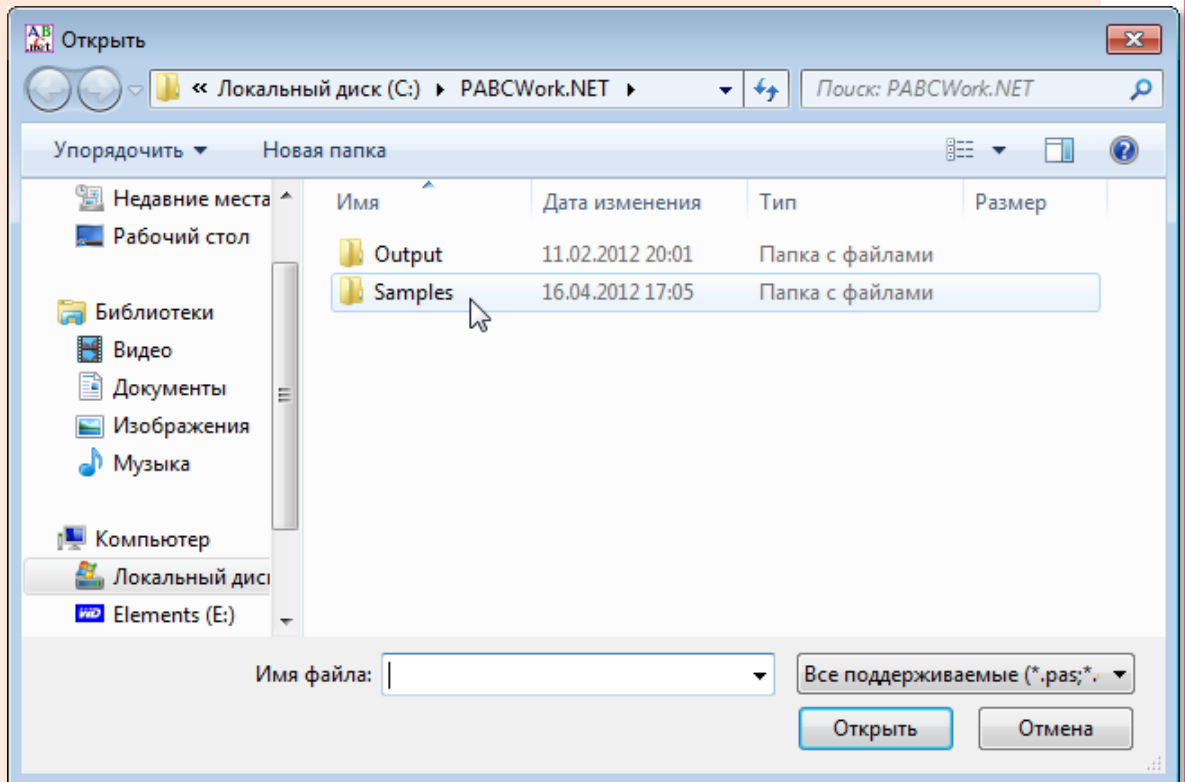 Открыть
« Локальный диск (C:) ▸ PABCWork.NET ▸ Поиск: PABCWork.NET
Упорядочить ▾ Новая папка
Недавние места
Рабочий стол
Библиотеки
Видео
Документы
Изображения
Музыка
Компьютер
Локальный дис
Elements (E:)
Имя Дата изменения Тип Размер
Output 11.02.2012 20:01 Папка с файлами
Samples 16.04.2012 17:05 Папка с файлами
Имя файла: Все поддерживаемые (*.pas;*.
Открыть Отмена